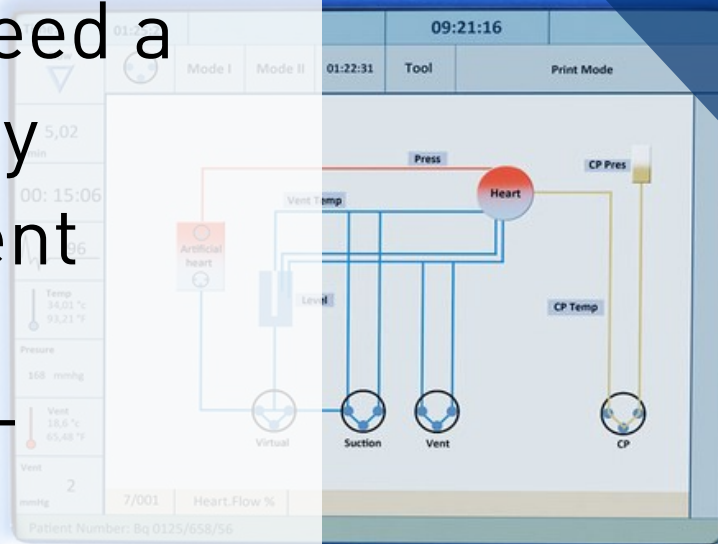 eed a
y
ent
09:21:16
Mode I
Mode II
01:22:31
Tool
Print Mode
5,02
min
00: 15:06
96
Temp
34,01 °c
93,21 °F
Presure
158 mmhg
Vent
18,6 °c
65,48 °F
Vent
2
mmHg
Press
CP Pres
Heart
Vent Temp
Artificial
heart
Level
CP Temp
Virtual
Suction
Vent
CP
7/001
Heart.Flow %
Patient Number: Bq 0125/658/56